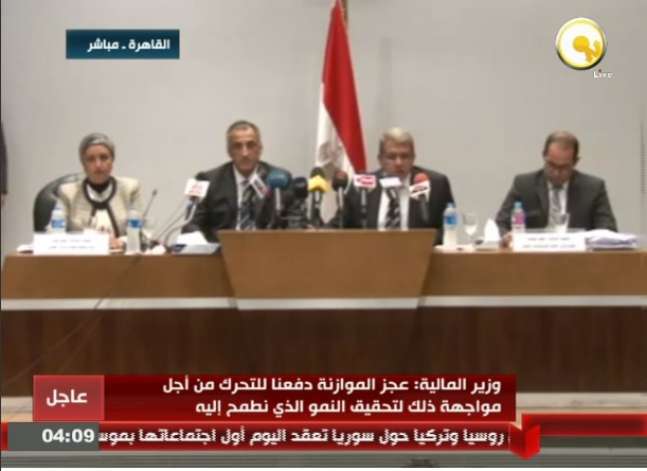 القاهرة ـ مباشر
Live
وزير المالية: عجز الموازنة دفعنا للتحرك من أجل
مواجهة ذلك لتحقيق النمو الذي نطمح إليه
عاجل
روسيا وتركيا حول سوريا تعقد اليوم أول اجتماعاتها بموس
04:09